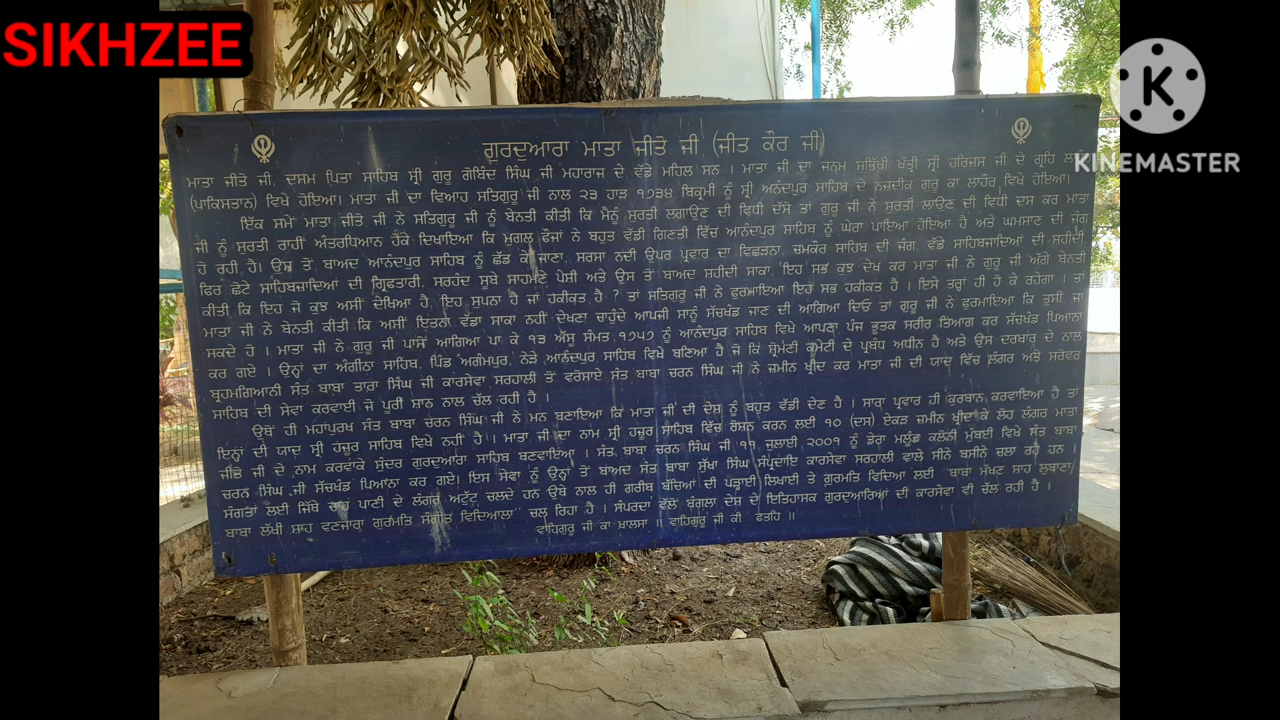 SIKHZEE
KINEMASTER
ਗੁਰਦੁਆਰਾ ਮਾਤਾ ਜੀਤੋ ਜੀ (ਜੀਤ ਕੌਰ ਜੀ)
ਮਾਤਾ ਜੀਤੋ ਜੀ, ਦਸਮ ਪਿਤਾ ਸਾਹਿਬ ਸ੍ਰੀ ਗੁਰੂ ਗੋਬਿੰਦ ਸਿੰਘ ਜੀ ਮਹਾਰਾਜ ਦੇ ਵੱਡੇ ਮਹਿਲ ਸਨ । ਮਾਤਾ ਜੀ ਦਾ ਜਨਮ ਸੁਭਿੱਖੀ ਖੱਤ੍ਰੀ ਸ੍ਰੀ ਹਰਿਜਸ ਜੀ ਦੇ ਗ੍ਰਹਿ
(ਪਾਕਿਸਤਾਨ) ਵਿਖੇ ਹੋਇਆ। ਮਾਤਾ ਜੀ ਦਾ ਵਿਆਹ ਸਤਿਗੁਰੂ ਜੀ ਨਾਲ ੨੩ ਹਾੜ ੧੭੩੪ ਬਿਕ੍ਰਮੀ ਨੂੰ ਸ੍ਰੀ ਅਨੰਦਪੁਰ ਸਾਹਿਬ ਦੇ ਨਜਦੀਕ ਗੁਰੂ ਕਾ ਲਾਹੌਰ ਵਿਖੇ ਹੋਇਆ।
ਇੱਕ ਸਮੇਂ ਮਾਤਾ ਜੀਤੋ ਜੀ ਨੇ ਸਤਿਗੁਰੂ ਜੀ ਨੂੰ ਬੇਨਤੀ ਕੀਤੀ ਕਿ ਮੈਨੂੰ ਸੁਰਤੀ ਲਗਾਉਣ ਦੀ ਵਿਧੀ ਦੱਸੋ ਤਾਂ ਗੁਰੂ ਜੀ ਨੇ ਸੁਰਤੀ ਲਾਉਣ ਦੀ ਵਿਧੀ ਦਸ ਕਰ ਮਾਤਾ
ਜੀ ਨੂੰ ਸੁਰਤੀ ਰਾਹੀਂ ਅੰਤਰਧਿਆਨ ਹੋਕੇ ਦਿਖਾਇਆ ਕਿ ਮੁਗਲ ਫੌਜਾਂ ਨੇ ਬਹੁਤ ਵੱਡੀ ਗਿਣਤੀ ਵਿੱਚ ਆਨੰਦਪੁਰ ਸਾਹਿਬ ਨੂੰ ਘੇਰਾ ਪਾਇਆ ਹੋਇਆ ਹੈ ਅਤੇ ਘਮਸਾਣ ਦੀ ਜੰਗ
ਹੋ ਰਹੀ ਹੈ। ਉਸ ਤੋਂ ਬਾਅਦ ਆਨੰਦਪੁਰ ਸਾਹਿਬ ਨੂੰ ਛੱਡ ਕੇ ਜਾਣਾ, ਸਰਸਾ ਨਦੀ ਉਪਰ ਪ੍ਰਵਾਰ ਦਾ ਵਿਛੜਨਾ, ਚਮਕੌਰ ਸਾਹਿਬ ਦੀ ਜੰਗ, ਵੱਡੇ ਸਾਹਿਬਜਾਦਿਆਂ ਦੀ ਸ਼ਹੀਦੀ
ਫਿਰ ਛੋਟੇ ਸਾਹਿਬਜ਼ਾਦਿਆਂ ਦੀ ਗ੍ਰਿਫਤਾਰੀ, ਸਰਹੰਦ ਸੂਬੇ ਸਾਹਮਣੇ ਪੇਸ਼ੀ ਅਤੇ ਉਸ ਤੋਂ ਬਾਅਦ ਸ਼ਹੀਦੀ ਸਾਕਾ, ਇਹ ਸਭ ਕੁਝ ਦੇਖ ਕਰ ਮਾਤਾ ਜੀ ਨੇ ਗੁਰੂ ਜੀ ਅੱਗੇ ਬੇਨਤੀ
ਕੀਤੀ ਕਿ ਇਹ ਜੋ ਕੁਝ ਅਸੀਂ ਦੇਖਿਆ ਹੈ, ਇਹ ਸੁਪਨਾ ਹੈ ਜਾਂ ਹਕੀਕਤ ਹੈ ? ਤਾਂ ਸਤਿਗੁਰੂ ਜੀ ਨੇ ਫੁਰਮਾਇਆ ਇਹ ਸਭ ਹਕੀਕਤ ਹੈ । ਇਸੇ ਤਰ੍ਹਾਂ ਹੀ ਹੋ ਕੇ ਰਹੇਗਾ । ਤਾਂ
ਮਾਤਾ ਜੀ ਨੇ ਬੇਨਤੀ ਕੀਤੀ ਕਿ ਅਸੀ ਇਤਨਾ ਵੱਡਾ ਸਾਕਾ ਨਹੀ ਦੇਖਣਾ ਚਾਹੁੰਦੇ ਆਪਜੀ ਸਾਨੂੰ ਸੱਚਖੰਡ ਜਾਣ ਦੀ ਆਗਿਆ ਦਿਓ ਤਾਂ ਗੁਰੂ ਜੀ ਨੇ ਫੁਰਮਾਇਆ ਕਿ ਤੁਸੀਂ ਜਾ
ਸਕਦੇ ਹੋ । ਮਾਤਾ ਜੀ ਨੇ ਗੁਰੂ ਜੀ ਪਾਸੋਂ ਆਗਿਆ ਪਾ ਕੇ ੧੩ ਅੱਸੂ ਸੰਮਤ ੧੭੫੭ ਨੂੰ ਆਨੰਦਪੁਰ ਸਾਹਿਬ ਵਿਖੇ ਆਪਣਾ ਪੰਜ ਭੂਤਕ ਸਰੀਰ ਤਿਆਗ ਕਰ ਸੱਚਖੰਡ ਪਿਆਨਾ
ਕਰ ਗਏ । ਉਨ੍ਹਾਂ ਦਾ ਅੰਗੀਠਾ ਸਾਹਿਬ, ਪਿੰਡ ਅਗੰਮਪੁਰ, ਨੇੜੇ ਆਨੰਦਪੁਰ ਸਾਹਿਬ ਵਿਖੇ ਬਣਿਆ ਹੈ ਜੋ ਕਿ ਸ਼੍ਰੋਮਣੀ ਕਮੇਟੀ ਦੇ ਪ੍ਰਬੰਧ ਅਧੀਨ ਹੈ ਅਤੇ ਉਸ ਦਰਬਾਰ ਦੇ ਨਾਲ
ਬ੍ਰਹਮਗਿਆਨੀ ਸੰਤ ਬਾਬਾ ਤਾਰਾ ਸਿੰਘ ਜੀ ਕਾਰਸੇਵਾ ਸਰਹਾਲੀ ਤੋਂ ਵਰੋਸਾਏ ਸੰਤ ਬਾਬਾ ਚਰਨ ਸਿੰਘ ਜੀ ਨੇ ਜ਼ਮੀਨ ਖ੍ਰੀਦ ਕਰ ਮਾਤਾ ਜੀ ਦੀ ਯਾਦ ਵਿੱਚ ਲੰਗਰ ਅਤੇ ਸਰੋਵਰ
ਸਾਹਿਬ ਦੀ ਸੇਵਾ ਕਰਵਾਈ ਜੋ ਪੂਰੀ ਸ਼ਾਨ ਨਾਲ ਚੱਲ ਰਹੀ ਹੈ ।
ਉਥੋਂ ਹੀ ਮਹਾਂਪੁਰਖ ਸੰਤ ਬਾਬਾ ਚਰਨ ਸਿੰਘ ਜੀ ਨੇ ਮਨ ਬਣਾਇਆ ਕਿ ਮਾਤਾ ਜੀ ਦੀ ਦੇਸ਼ ਨੂੰ ਬਹੁਤ ਵੱਡੀ ਦੇਣ ਹੈ । ਸਾਰਾ ਪ੍ਰਵਾਰ ਹੀ ਕੁਰਬਾਨ ਕਰਵਾਇਆ ਹੈ ਤਾਂ
ਇਨ੍ਹਾਂ ਦੀ ਯਾਦ ਸ੍ਰੀ ਹਜ਼ੂਰ ਸਾਹਿਬ ਵਿਖੇ ਨਹੀਂ ਹੈ । ਮਾਤਾ ਜੀ ਦਾ ਨਾਮ ਸ੍ਰੀ ਹਜ਼ੂਰ ਸਾਹਿਬ ਵਿੱਚ ਰੌਸ਼ਨ ਕਰਨ ਲਈ ੧੦ (ਦਸ) ਏਕੜ ਜ਼ਮੀਨ ਖ੍ਰੀਦਾ ਕੇ ਲੋਹ ਲੰਗਰ ਮਾਤਾ
ਜੀਤੋ ਜੀ ਦੇ ਨਾਮ ਕਰਵਾਕੇ ਸੁੰਦਰ ਗੁਰਦੁਆਰਾ ਸਾਹਿਬ ਬਣਵਾਇਆ । ਸੰਤ ਬਾਬਾ ਚਰਨ ਸਿੰਘ ਜੀ ੧੧ ਜੁਲਾਈ ੨੦੦੧ ਨੂੰ ਡੇਰਾ ਮਲੂੰਡ ਕਲੋਨੀ ਮੁੰਬਈ ਵਿਖੇ ਸੰਤ ਬਾਬਾ
ਚਰਨ ਸਿੰਘ ਜੀ ਸੱਚਖੰਡ ਪਿਆਨਾ ਕਰ ਗਏ। ਇਸ ਸੇਵਾ ਨੂੰ ਉਨ੍ਹਾਂ ਤੋਂ ਬਾਅਦ ਸੰਤ ਬਾਬਾ ਸੁੱਖਾ ਸਿੰਘ ਸੰਪ੍ਰਦਾਇ ਕਾਰਸੇਵਾ ਸਰਹਾਲੀ ਵਾਲੇ ਸੀਨੇ ਬਸੀਨੇ ਚਲਾ ਰਹੇ ਹਨ ।
ਸੰਗਤਾਂ ਲਈ ਜਿੱਥੇ ਚਾਹ ਪਾਣੀ ਦੇ ਲੰਗਰ ਅਟੁੱਟ ਚਲਦੇ ਹਨ ਉਥੇ ਨਾਲ ਹੀ ਗਰੀਬ ਬੱਚਿਆਂ ਦੀ ਪੜ੍ਹਾਈ ਲਿਖਾਈ ਤੇ ਗੁਰਮਤਿ ਵਿਦਿਆ ਲਈ "ਬਾਬਾ ਮੱਖਣ ਸ਼ਾਹ ਲੁਬਾਣਾ/
ਬਾਬਾ ਲੱਖੀ ਸ਼ਾਹ ਵਣਜਾਰਾ ਗੁਰਮਤਿ ਸੰਗੀਤ ਵਿਦਿਆਲਾ" ਚਲ ਰਿਹਾ ਹੈ । ਸੰਪਰਦਾ ਵੱਲੋਂ ਬੰਗਲਾ ਦੇਸ਼ ਦੇ ਇਤਿਹਾਸਕ ਗੁਰਦੁਆਰਿਆਂ ਦੀ ਕਾਰਸੇਵਾ ਵੀ ਚੱਲ ਰਹੀ ਹੈ ।
ਵਾਹਿਗੁਰੂ ਜੀ ਕਾ ਖ਼ਾਲਸਾ । ਵਾਹਿਗੁਰੂ ਜੀ ਕੀ ਫਤਹਿ ॥